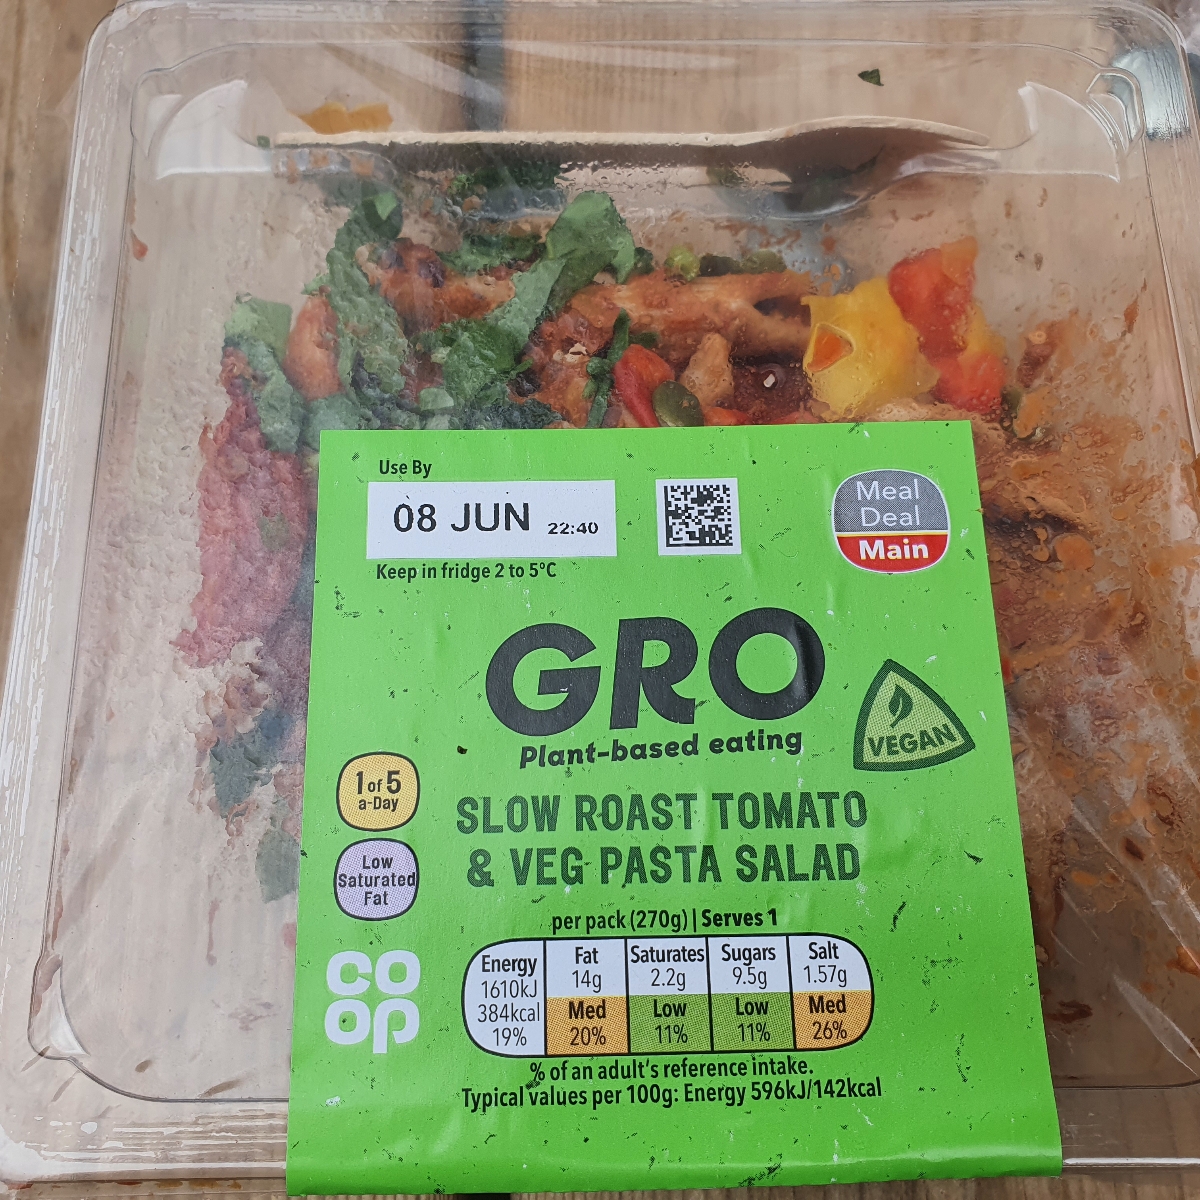 Use By
08 JUN 22:40
Keep in fridge 2 to 5°C
Meal
Deal
Main
GRO
Plant-based eating
VEGAN
1 of 5
a-Day
SLOW ROAST TOMATO
& VEG PASTA SALAD
Low
Saturated
Fat
per pack (270g) | Serves 1
CO
OP
Energy
1610kJ
384kcal
19%
Fat
14g
Med
20%
Saturates
2.2g
Low
11%
Sugars
9.5g
Low
11%
Salt
1.57g
Med
26%
% of an adult's reference intake.
Typical values per 100g: Energy 596kJ/142kcal